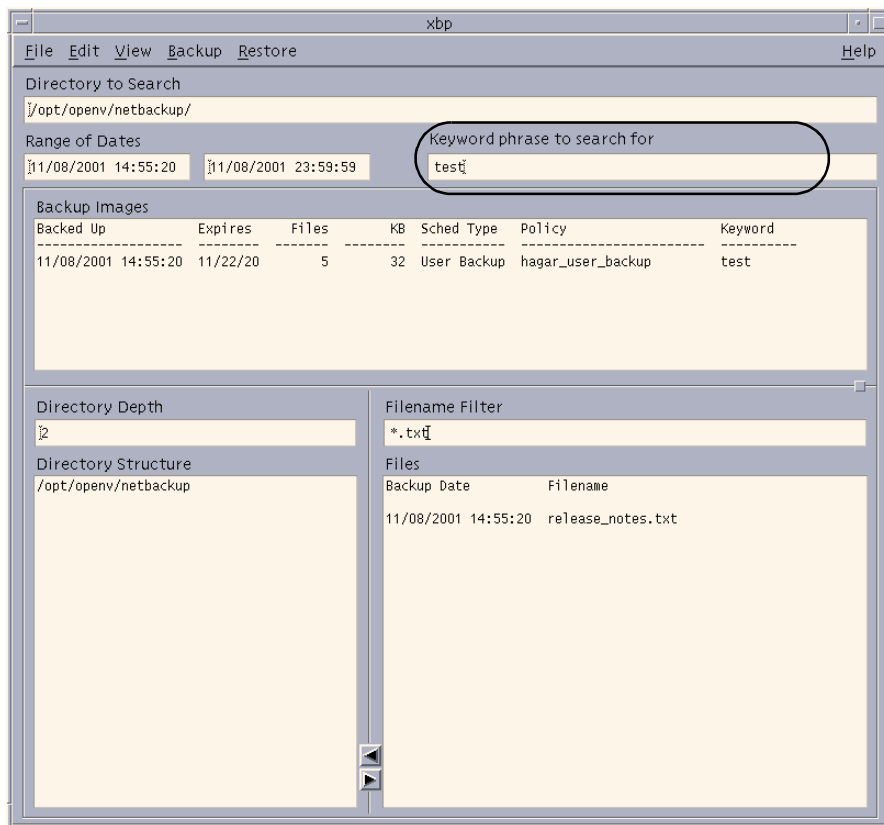 xbp
File Edit View Backup Restore Help
Directory to Search
/opt/openv/netbackup/
Range of Dates Keyword phrase to search for
11/08/2001 14:55:20 11/08/2001 23:59:59 test
Backup Images
Backed Up Expires Files KB Sched Type Policy Keyword
------------------- -------- ----- -------- ----------- ------------------------ ----------
11/08/2001 14:55:20 11/22/20 5 32 User Backup hagar_user_backup test
Directory Depth
2
Directory Structure
/opt/openv/netbackup
Filename Filter
*.txt
Files
Backup Date Filename
11/08/2001 14:55:20 release_notes.txt